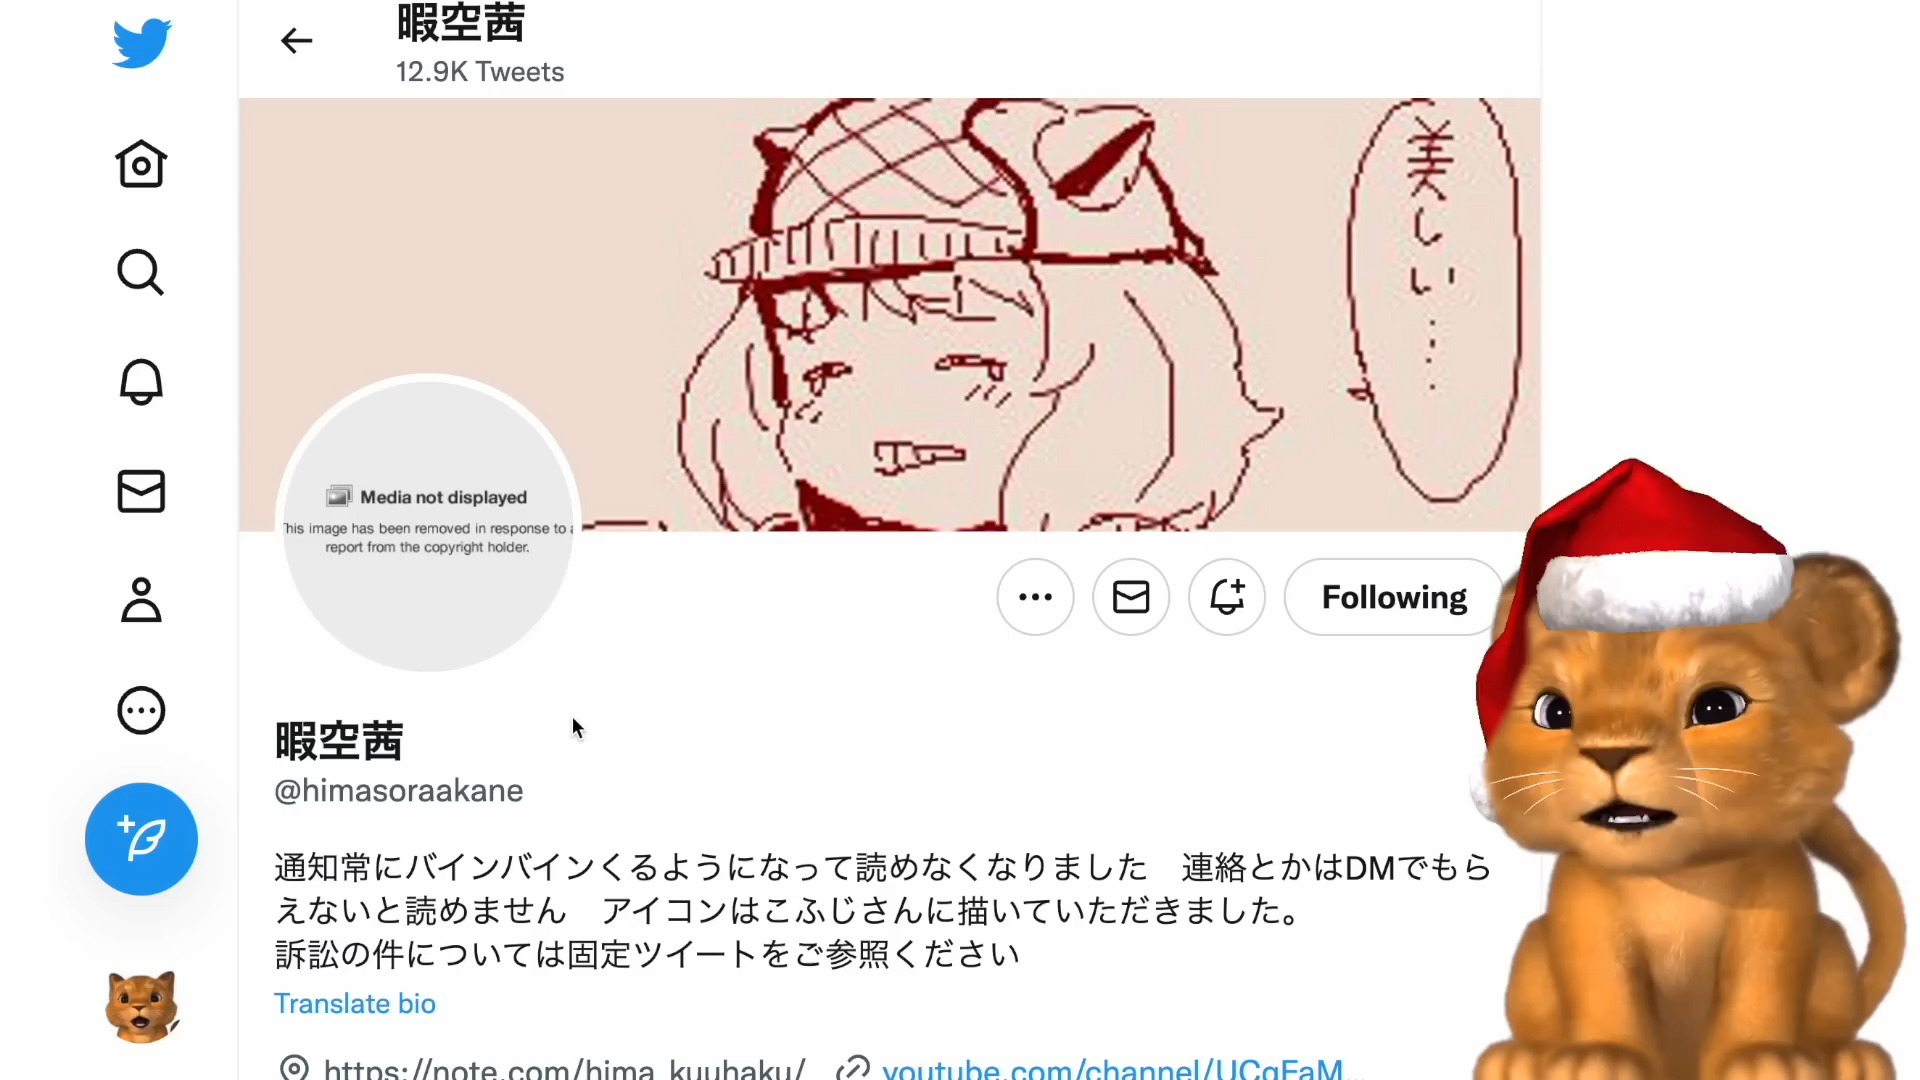 暇空茜
12.9K Tweets
美しい…
Media not displayed
This image has been removed in response to a
report from the copyright holder.
Following
暇空茜
@himasoraakane
通知常にバインバインくるようになって読めなくなりました　連絡とかはDMでもら
えないと読めません　アイコンはこふじさんに描いていただきました。
訴訟の件については固定ツイートをご参照ください
Translate bio
https://note.com/hima_kuuhaku/
youtube.com/channel/UCgFaM…